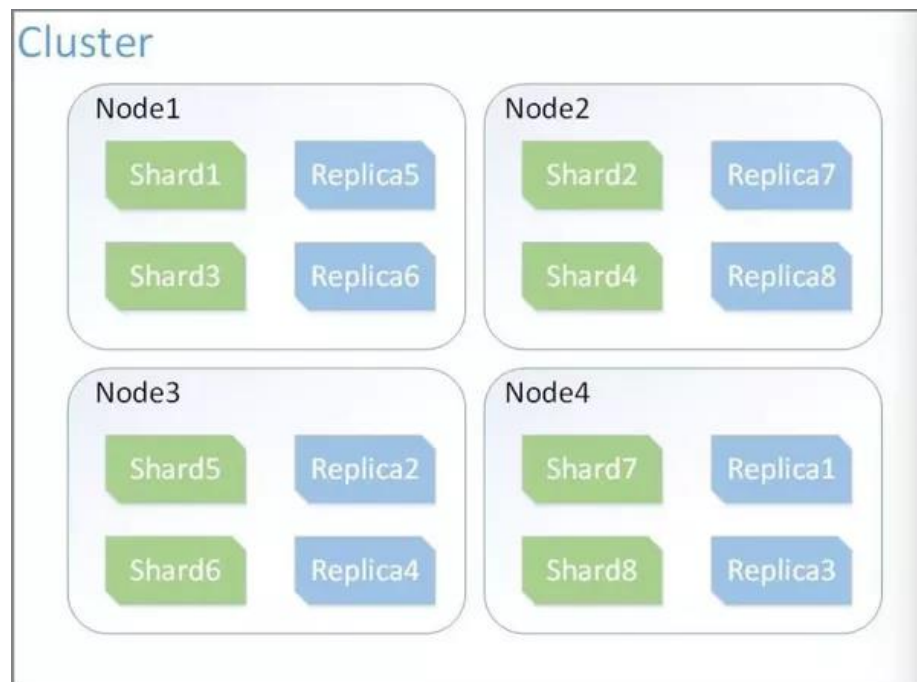 Cluster
Node1
Shard1 Replica5
Shard3 Replica6
Node2
Shard2 Replica7
Shard4 Replica8
Node3
Shard5 Replica2
Shard6 Replica4
Node4
Shard7 Replica1
Shard8 Replica3